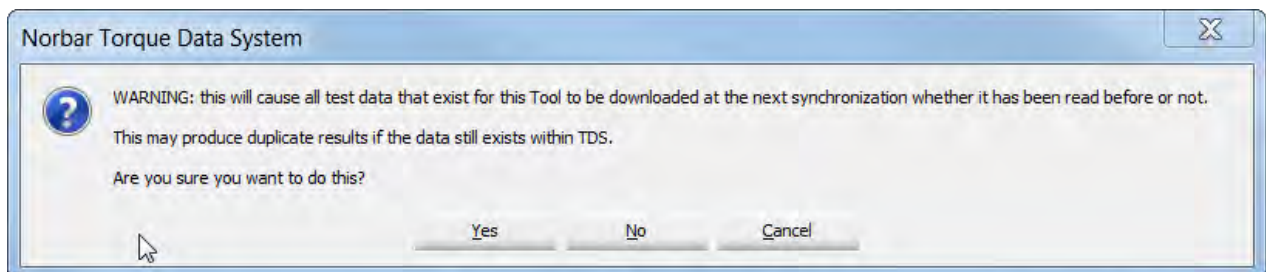 Norbar Torque Data System
WARNING: this will cause all test data that exist for this Tool to be downloaded at the next synchronization whether it has been read before or not.
This may produce duplicate results if the data still exists within TDS.
Are you sure you want to do this?
Yes No Cancel